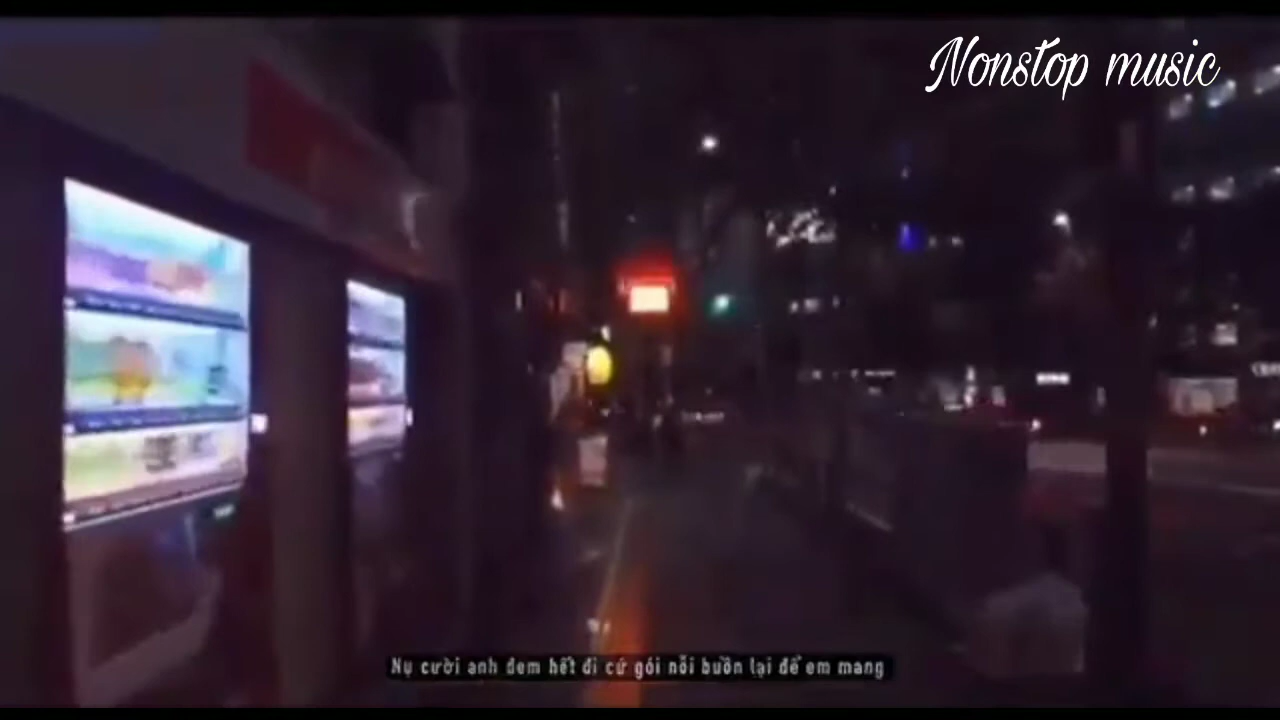 Nonstop music
Nụ cười anh đem hết đi cứ gói nỗi buồn lại để em mang